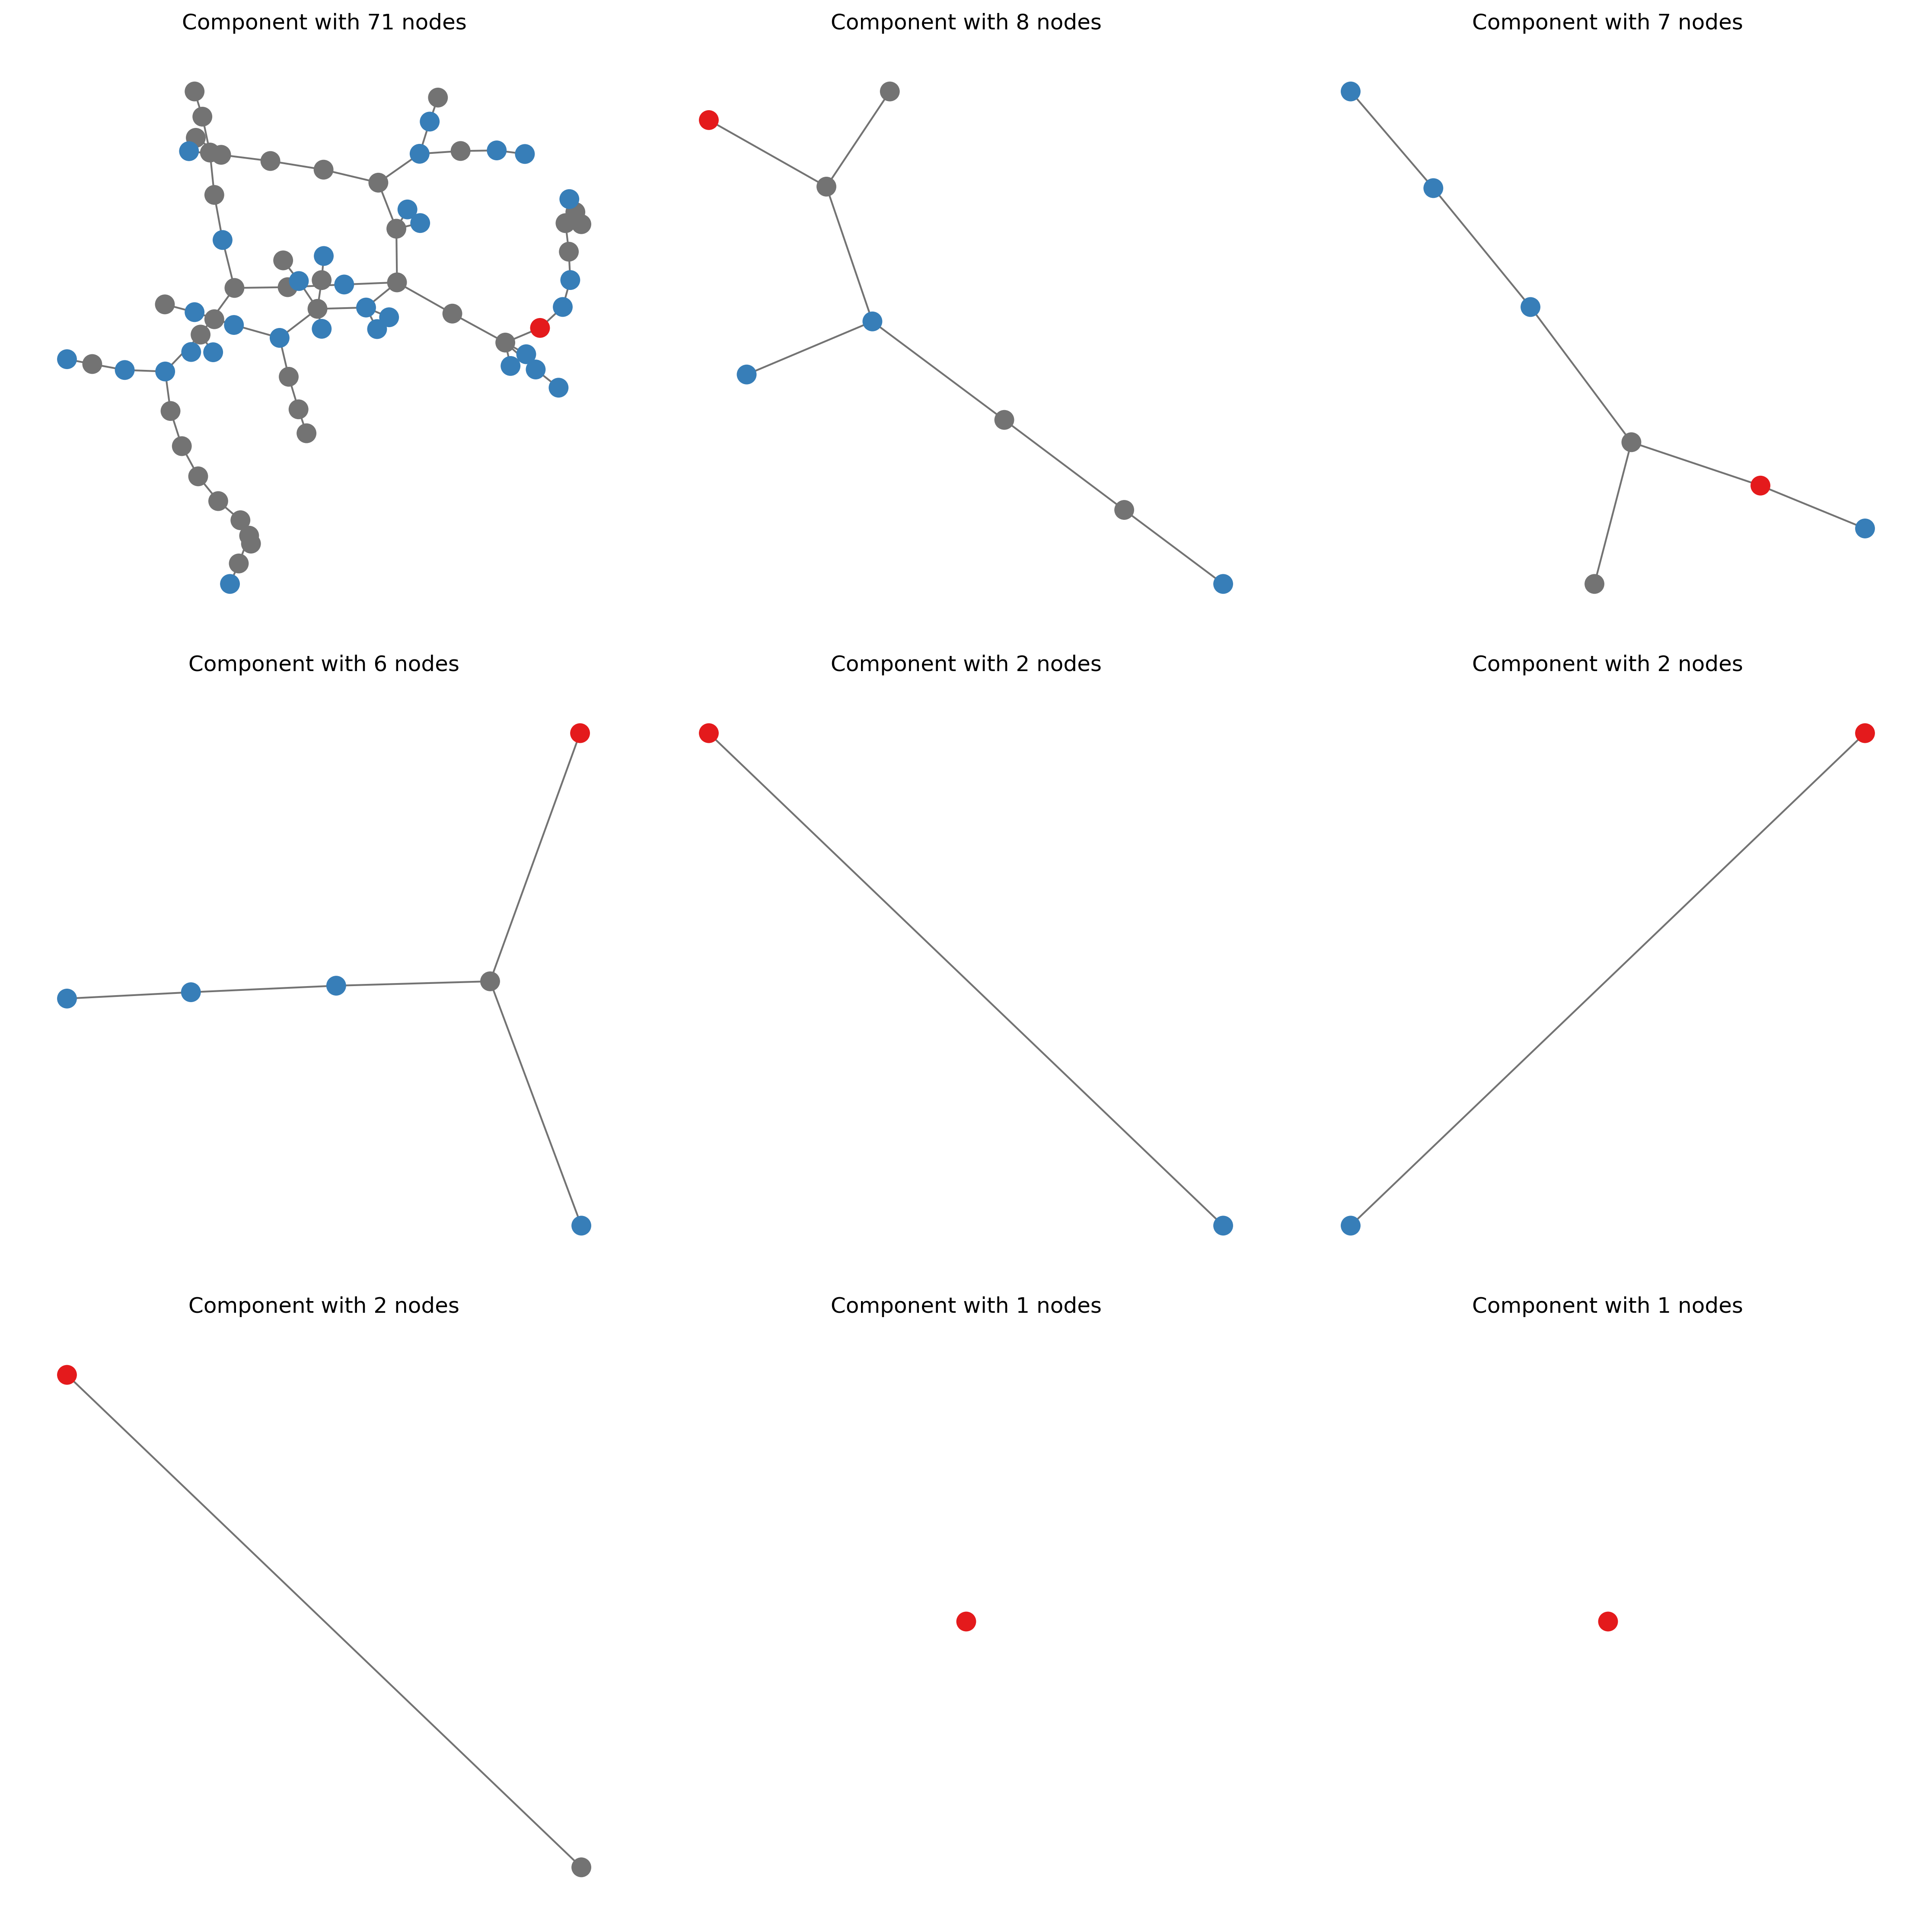 Component with 71 nodes
Component with 8 nodes
Component with 7 nodes
Component with 6 nodes
Component with 2 nodes
Component with 2 nodes
Component with 2 nodes
Component with 1 nodes
Component with 1 nodes